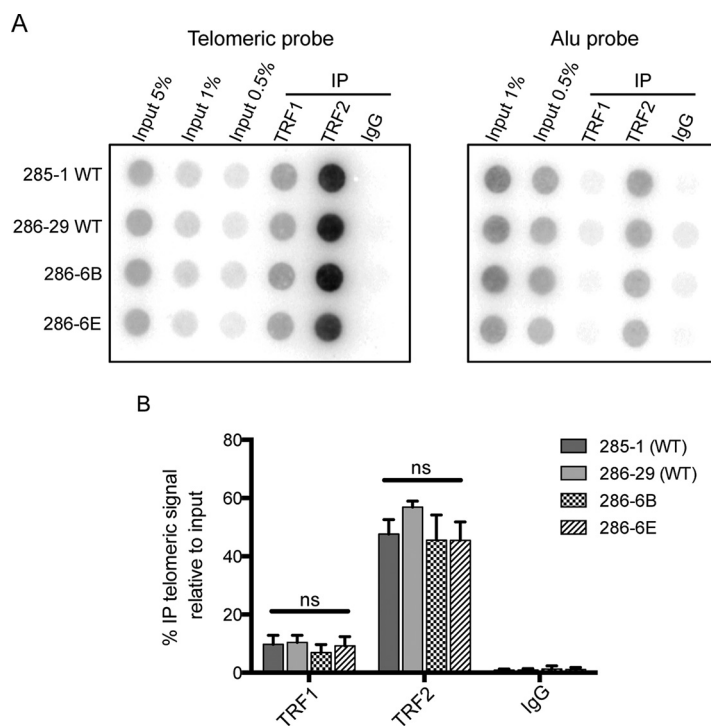 A
Telomeric probe
Alu probe
IP
IP
Input 5%
Input 1%
Input 0.5%
TRF1
TRF2
IgG
Input 1%
Input 0.5%
TRF1
TRF2
IgG
285-1 WT
286-29 WT
286-6B
286-6E
B
% IP telomeric signal
relative to input
80
60
40
20
0
ns
ns
TRF1
TRF2
IgG
285-1 (WT)
286-29 (WT)
286-6B
286-6E